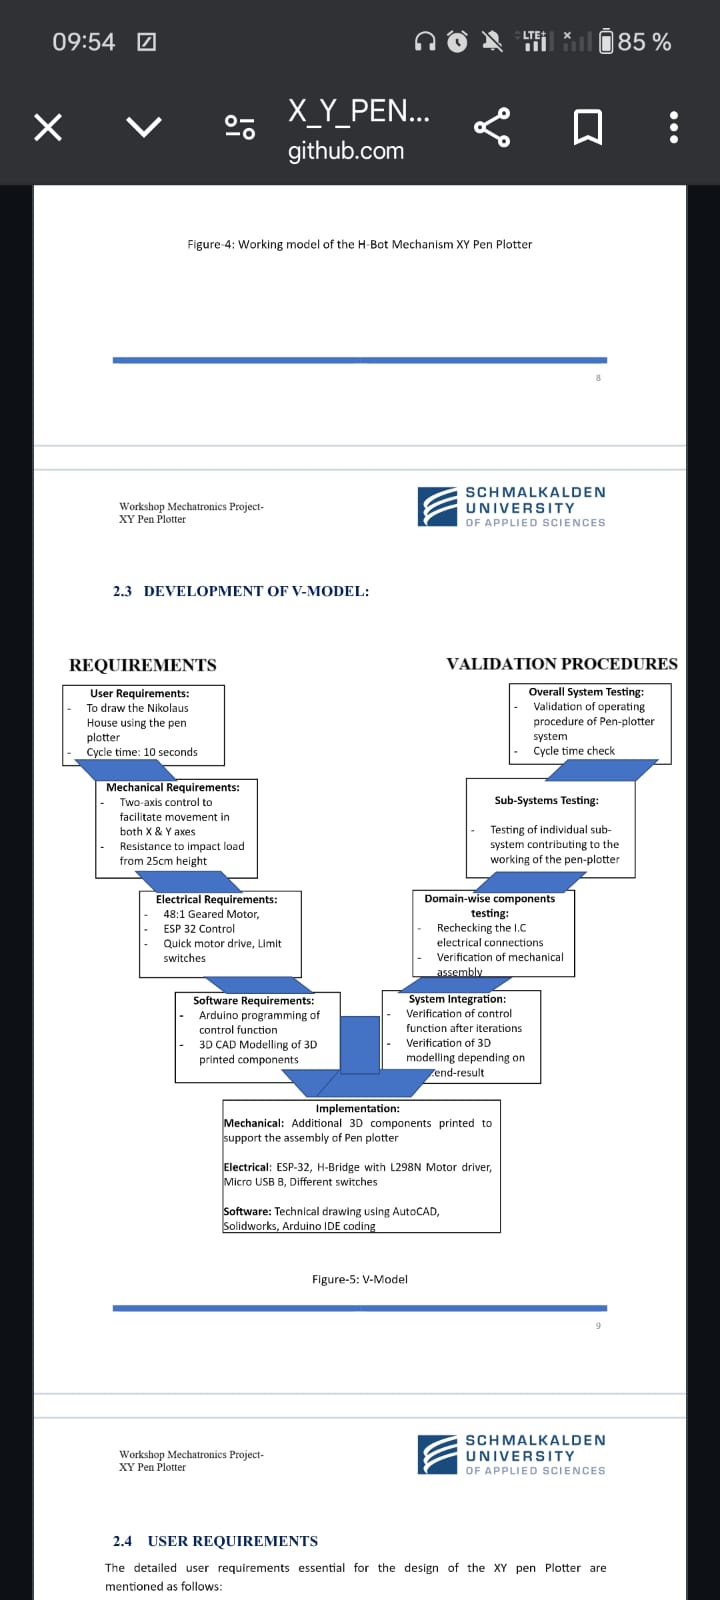 09:54
LTE+
85 %
X_Y_PEN...
github.com
Figure-4: Working model of the H-Bot Mechanism XY Pen Plotter
8
Workshop Mechatronics Project-
XY Pen Plotter
SCHMALKALDEN
UNIVERSITY
OF APPLIED SCIENCES
2.3 DEVELOPMENT OF V-MODEL:
REQUIREMENTS
User Requirements:
- To draw the Nikolaus
House using the pen
plotter
- Cycle time: 10 seconds
Mechanical Requirements:
- Two-axis control to
facilitate movement in
both X & Y axes
- Resistance to impact load
from 25cm height
Electrical Requirements:
- 48:1 Geared Motor,
- ESP 32 Control
- Quick motor drive, Limit
switches
Software Requirements:
- Arduino programming of
control function
- 3D CAD Modelling of 3D
printed components
VALIDATION PROCEDURES
Overall System Testing:
- Validation of operating
procedure of Pen-plotter
system
- Cycle time check
Sub-Systems Testing:
- Testing of individual sub-
system contributing to the
working of the pen-plotter
Domain-wise components
testing:
- Rechecking the I.C
electrical connections
- Verification of mechanical
assembly
System Integration:
- Verification of control
function after iterations
- Verification of 3D
modelling depending on
end-result
Implementation:
Mechanical: Additional 3D components printed to
support the assembly of Pen plotter
Electrical: ESP-32, H-Bridge with L298N Motor driver,
Micro USB B, Different switches
Software: Technical drawing using AutoCAD,
Solidworks, Arduino IDE coding
Figure-5: V-Model
9
Workshop Mechatronics Project-
XY Pen Plotter
SCHMALKALDEN
UNIVERSITY
OF APPLIED SCIENCES
2.4 USER REQUIREMENTS
The detailed user requirements essential for the design of the XY pen Plotter are
mentioned as follows: